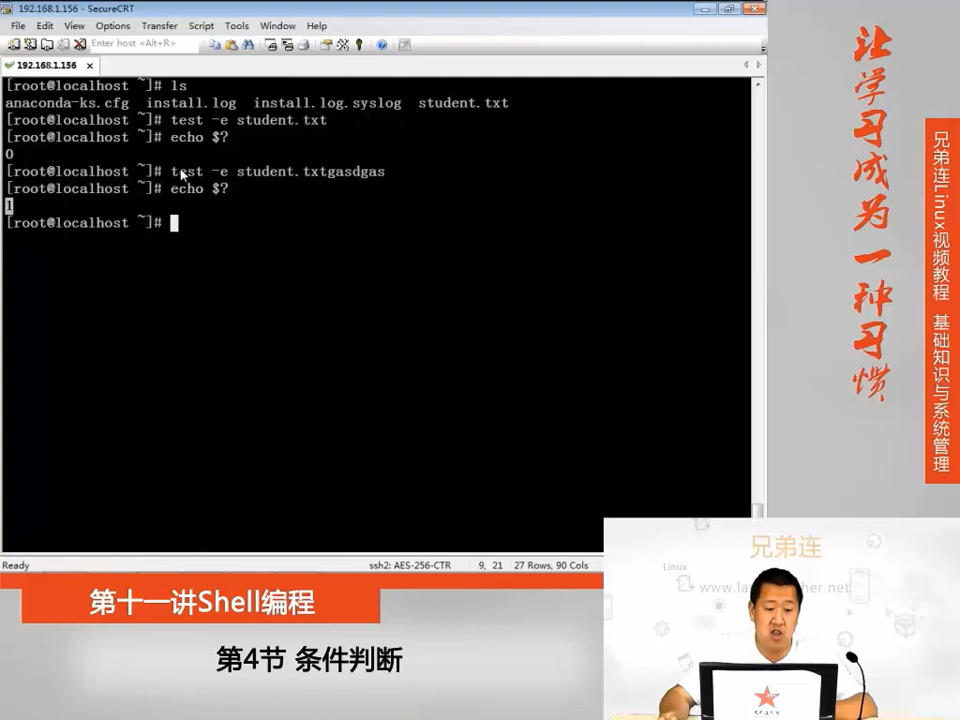 192.168.1.156 - SecureCRT
File Edit View Options Transfer Script Tools Window Help
Enter host <Alt+R>
192.168.1.156
[root@localhost ~]# ls
anaconda-ks.cfg install.log install.log.syslog student.txt
[root@localhost ~]# test -e student.txt
[root@localhost ~]# echo $?
0
[root@localhost ~]# test -e student.txtgasdgas
[root@localhost ~]# echo $?
1
[root@localhost ~]#
Ready ssh2: AES-256-CTR 9, 21 27 Rows, 90 Cols
让学习成为一种习惯
兄弟连Linux视频教程 基础知识与系统管理
兄弟连
Linux
第十一讲Shell编程
第4节 条件判断